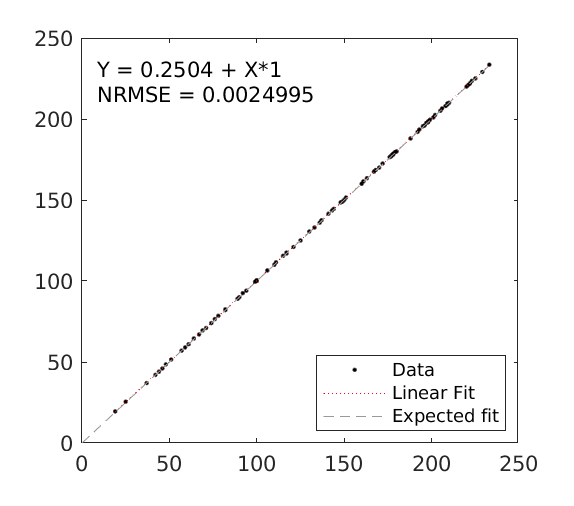 Y = 0.2504 + X*1
NRMSE = 0.0024995
250
200
150
100
50
0
Data
Linear Fit
Expected fit
0 50 100 150 200 250